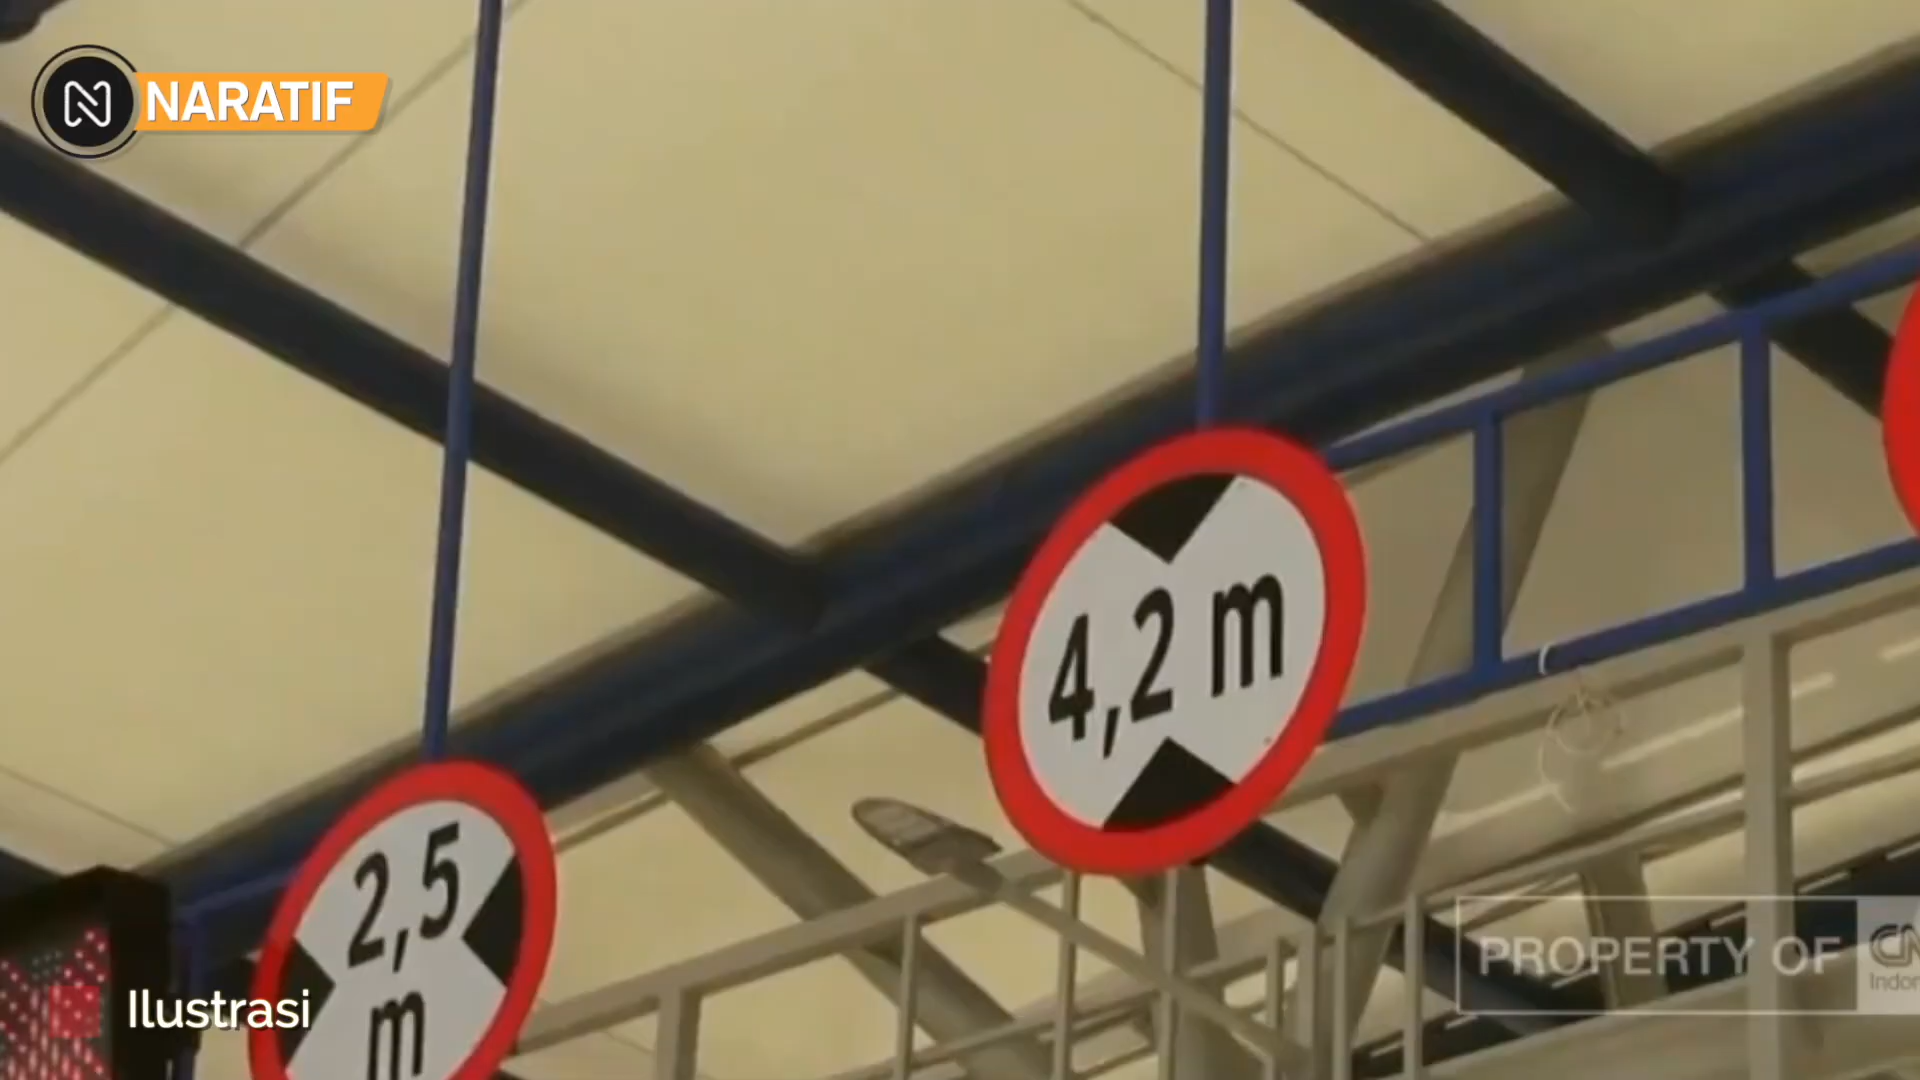 NARATIF
4,2 m
2,5
m
Ilustrasi
PROPERTY OF